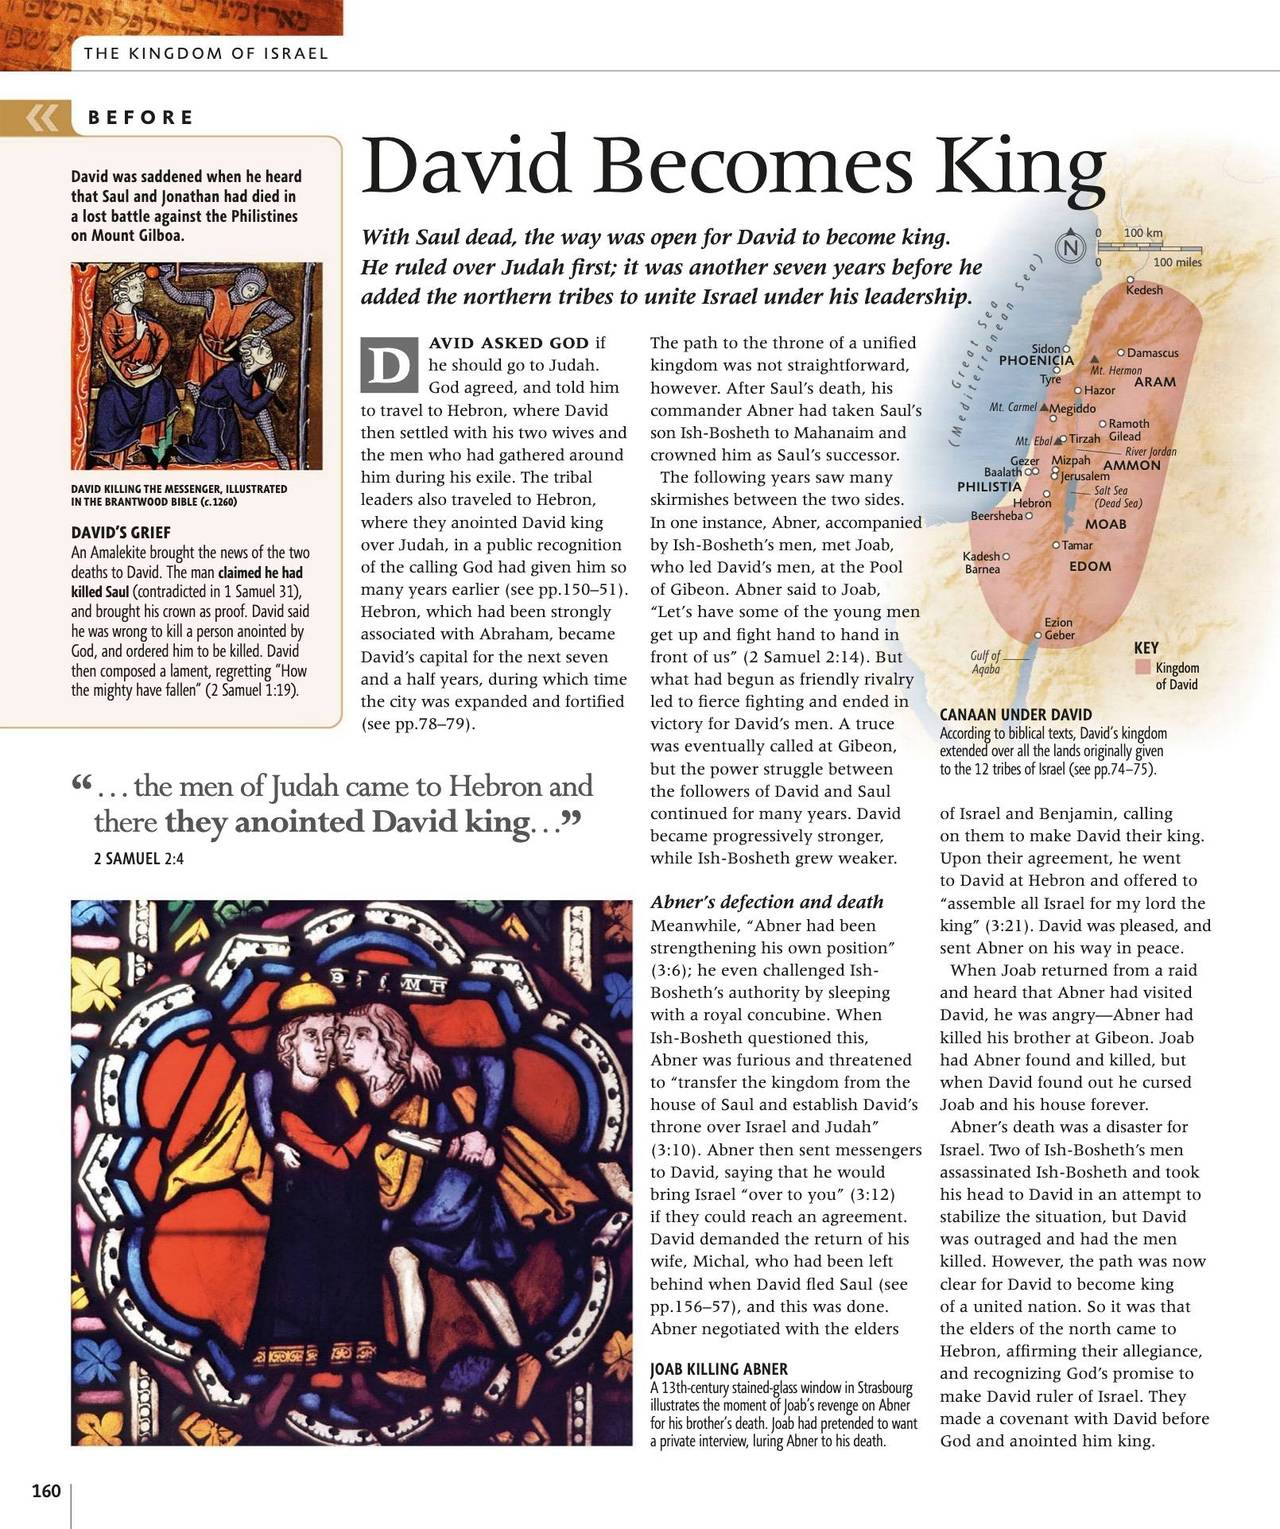 THE KINGDOM OF ISRAEL
BEFORE
David was saddened when he heard
that Saul and Jonathan had died in
a lost battle against the Philistines
on Mount Gilboa.
DAVID KILLING THE MESSENGER, ILLUSTRATED
IN THE BRANTWOOD BIBLE (c.1260)
DAVID’S GRIEF
An Amalekite brought the news of the two
deaths to David. The man claimed he had
killed Saul (contradicted in 1 Samuel 31),
and brought his crown as proof. David said
he was wrong to kill a person anointed by
God, and ordered him to be killed. David
then composed a lament, regretting “How
the mighty have fallen” (2 Samuel 1:19).
David Becomes King
With Saul dead, the way was open for David to become king.
He ruled over Judah first; it was another seven years before he
added the northern tribes to unite Israel under his leadership.
DAVID ASKED GOD if
he should go to Judah.
God agreed, and told him
to travel to Hebron, where David
then settled with his two wives and
the men who had gathered around
him during his exile. The tribal
leaders also traveled to Hebron,
where they anointed David king
over Judah, in a public recognition
of the calling God had given him so
many years earlier (see pp.150–51).
Hebron, which had been strongly
associated with Abraham, became
David’s capital for the next seven
and a half years, during which time
the city was expanded and fortified
(see pp.78–79).
“ ... the men of Judah came to Hebron and
there they anointed David king...”
2 SAMUEL 2:4
The path to the throne of a unified
kingdom was not straightforward,
however. After Saul’s death, his
commander Abner had taken Saul’s
son Ish-Bosheth to Mahanaim and
crowned him as Saul’s successor.
The following years saw many
skirmishes between the two sides.
In one instance, Abner, accompanied
by Ish-Bosheth’s men, met Joab,
who led David’s men, at the Pool
of Gibeon. Abner said to Joab,
“Let’s have some of the young men
get up and fight hand to hand in
front of us” (2 Samuel 2:14). But
what had begun as friendly rivalry
led to fierce fighting and ended in
victory for David’s men. A truce
was eventually called at Gibeon,
but the power struggle between
the followers of David and Saul
continued for many years. David
became progressively stronger,
while Ish-Bosheth grew weaker.
Abner’s defection and death
Meanwhile, “Abner had been
strengthening his own position”
(3:6); he even challenged Ish-
Bosheth’s authority by sleeping
with a royal concubine. When
Ish-Bosheth questioned this,
Abner was furious and threatened
to “transfer the kingdom from the
house of Saul and establish David’s
throne over Israel and Judah”
(3:10). Abner then sent messengers
to David, saying that he would
bring Israel “over to you” (3:12)
if they could reach an agreement.
David demanded the return of his
wife, Michal, who had been left
behind when David fled Saul (see
pp.156–57), and this was done.
Abner negotiated with the elders
JOAB KILLING ABNER
A 13th-century stained-glass window in Strasbourg
illustrates the moment of Joab’s revenge on Abner
for his brother’s death. Joab had pretended to want
a private interview, luring Abner to his death.
N
0 100 km
0 100 miles
Great Sea
(Mediterranean Sea)
Kedesh
Sidon
PHOENICIA
Damascus
Tyre
Mt. Hermon
ARAM
Hazor
Mt. Carmel
Megiddo
Ramoth
Gilead
Mt. Ebal
Tirzah
River Jordan
Gezer
Mizpah
AMMON
Baalath
Jerusalem
PHILISTIA
Salt Sea
(Dead Sea)
Hebron
Beersheba
MOAB
Tamar
Kadesh
Barnea
EDOM
Ezion
Geber
Gulf of
Aqaba
KEY
Kingdom
of David
CANAAN UNDER DAVID
According to biblical texts, David’s kingdom
extended over all the lands originally given
to the 12 tribes of Israel (see pp.74–75).
of Israel and Benjamin, calling
on them to make David their king.
Upon their agreement, he went
to David at Hebron and offered to
“assemble all Israel for my lord the
king” (3:21). David was pleased, and
sent Abner on his way in peace.
When Joab returned from a raid
and heard that Abner had visited
David, he was angry—Abner had
killed his brother at Gibeon. Joab
had Abner found and killed, but
when David found out he cursed
Joab and his house forever.
Abner’s death was a disaster for
Israel. Two of Ish-Bosheth’s men
assassinated Ish-Bosheth and took
his head to David in an attempt to
stabilize the situation, but David
was outraged and had the men
killed. However, the path was now
clear for David to become king
of a united nation. So it was that
the elders of the north came to
Hebron, affirming their allegiance,
and recognizing God’s promise to
make David ruler of Israel. They
made a covenant with David before
God and anointed him king.
160